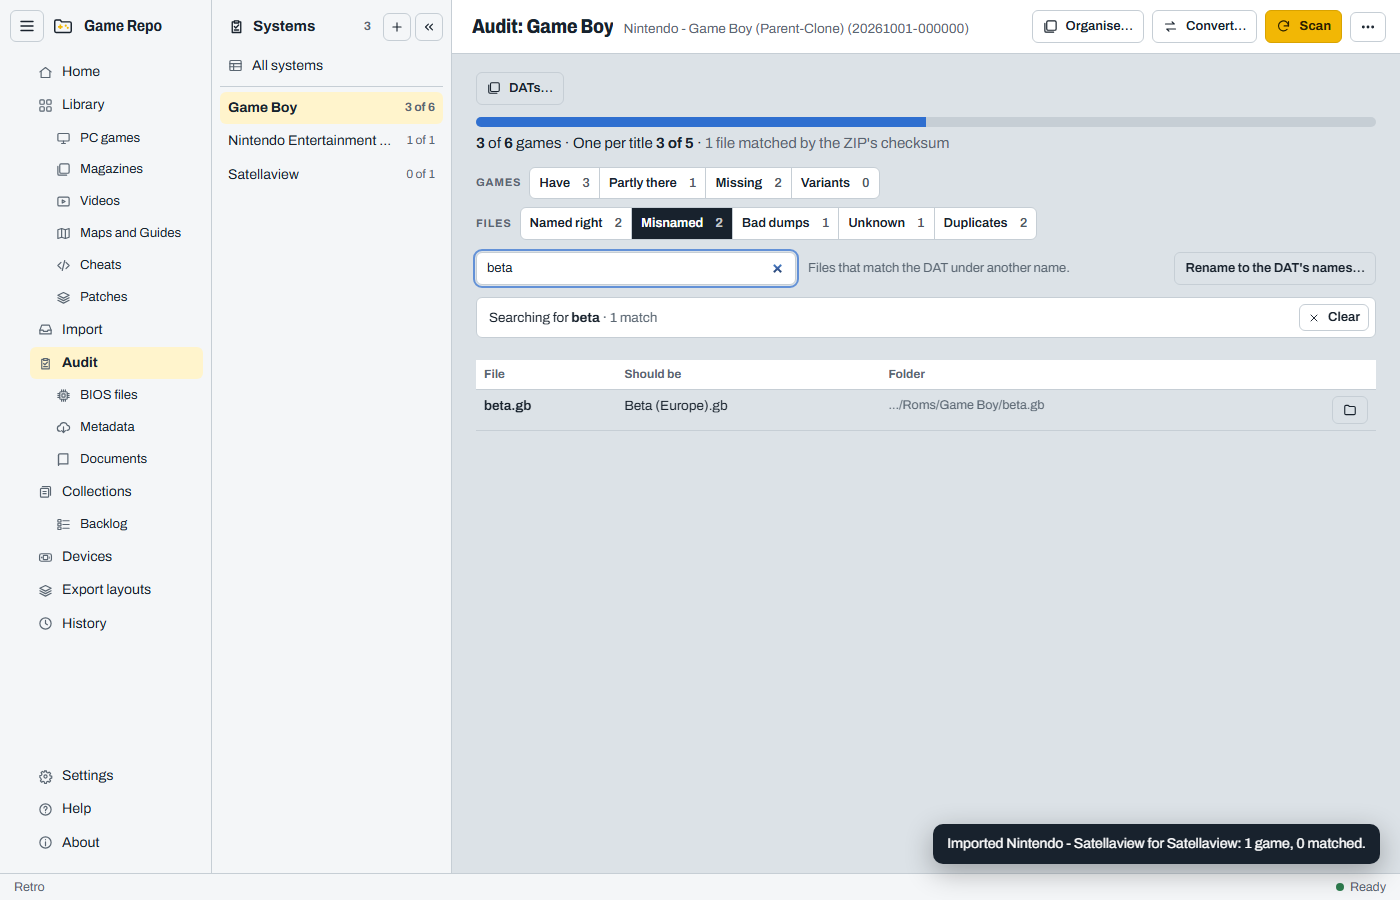 Game Repo
Home
Library
PC games
Magazines
Videos
Maps and Guides
Cheats
Patches
Import
Audit
BIOS files
Metadata
Documents
Collections
Backlog
Devices
Export layouts
History
Settings
Help
About
Systems 3
All systems
Game Boy 3 of 6
Nintendo Entertainment ... 1 of 1
Satellaview 0 of 1
Audit: Game Boy Nintendo - Game Boy (Parent-Clone) (20261001-000000)
Organise... Convert... Scan
DATs...
3 of 6 games · One per title 3 of 5 · 1 file matched by the ZIP's checksum
GAMES Have 3 Partly there 1 Missing 2 Variants 0
FILES Named right 2 Misnamed 2 Bad dumps 1 Unknown 1 Duplicates 2
beta Files that match the DAT under another name. Rename to the DAT's names...
Searching for beta · 1 match Clear
File Should be Folder
beta.gb Beta (Europe).gb .../Roms/Game Boy/beta.gb
Imported Nintendo - Satellaview for Satellaview: 1 game, 0 matched.
Retro Ready